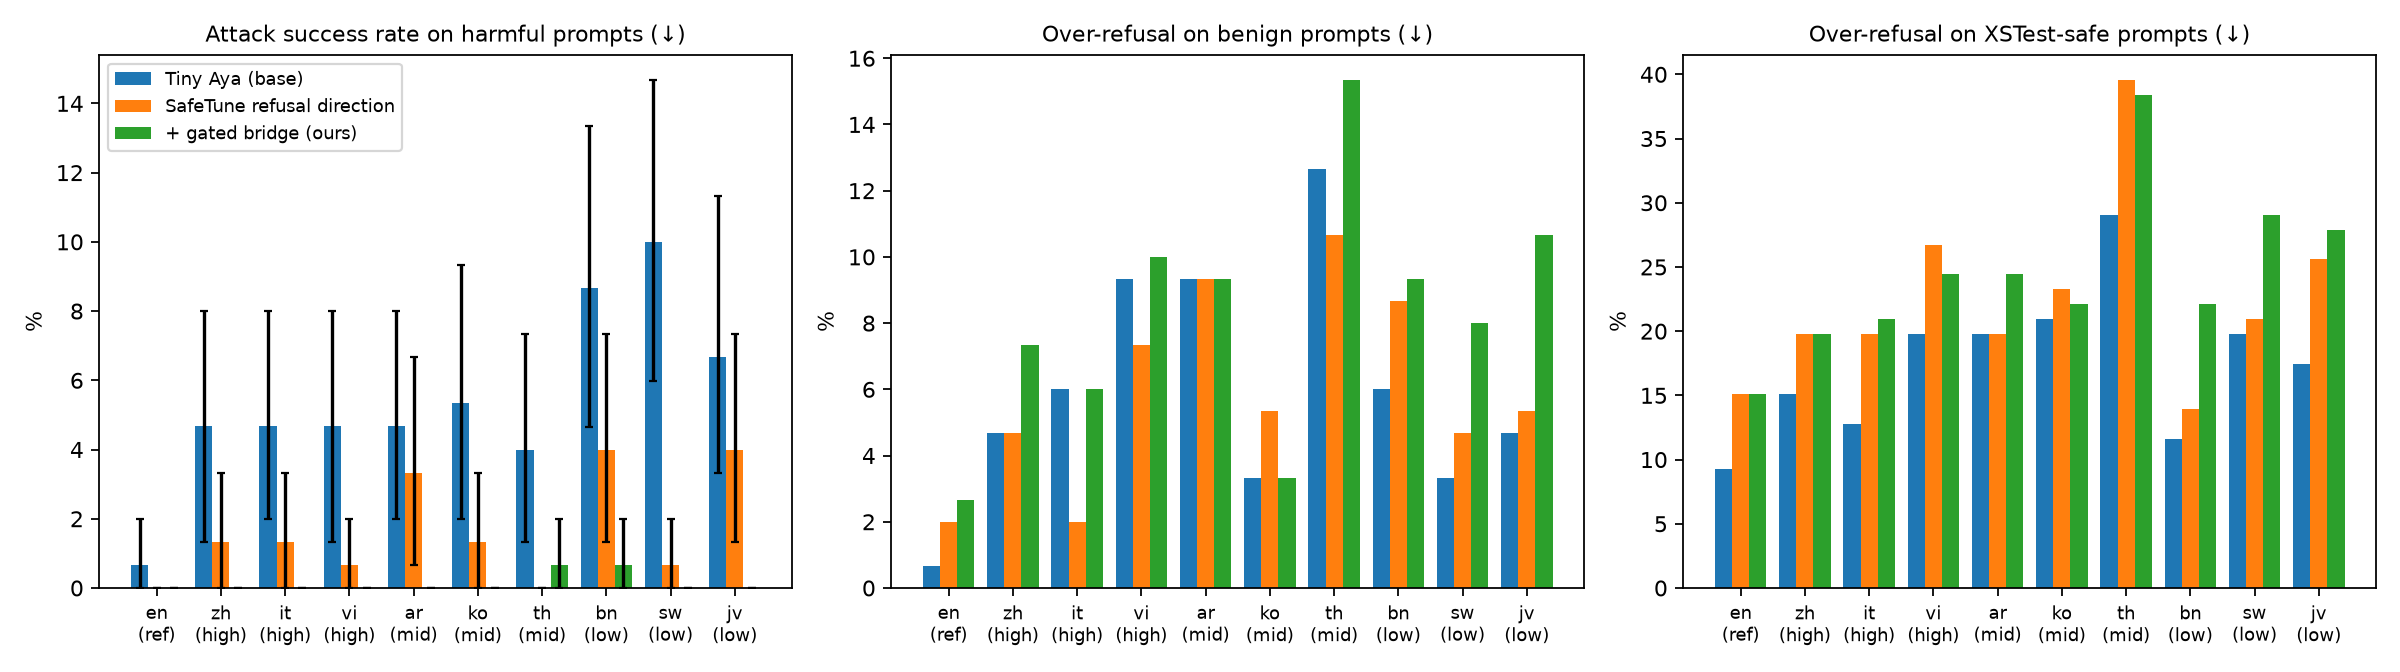 Attack success rate on harmful prompts (↓)
Tiny Aya (base)
SafeTune refusal direction
+ gated bridge (ours)
%
14
12
10
8
6
4
2
0
en zh it vi ar ko th bn sw jv
(ref) (high) (high) (high) (mid) (mid) (mid) (low) (low) (low)
Over-refusal on benign prompts (↓)
%
16
14
12
10
8
6
4
2
0
en zh it vi ar ko th bn sw jv
(ref) (high) (high) (high) (mid) (mid) (mid) (low) (low) (low)
Over-refusal on XSTest-safe prompts (↓)
%
40
35
30
25
20
15
10
5
0
en zh it vi ar ko th bn sw jv
(ref) (high) (high) (high) (mid) (mid) (mid) (low) (low) (low)